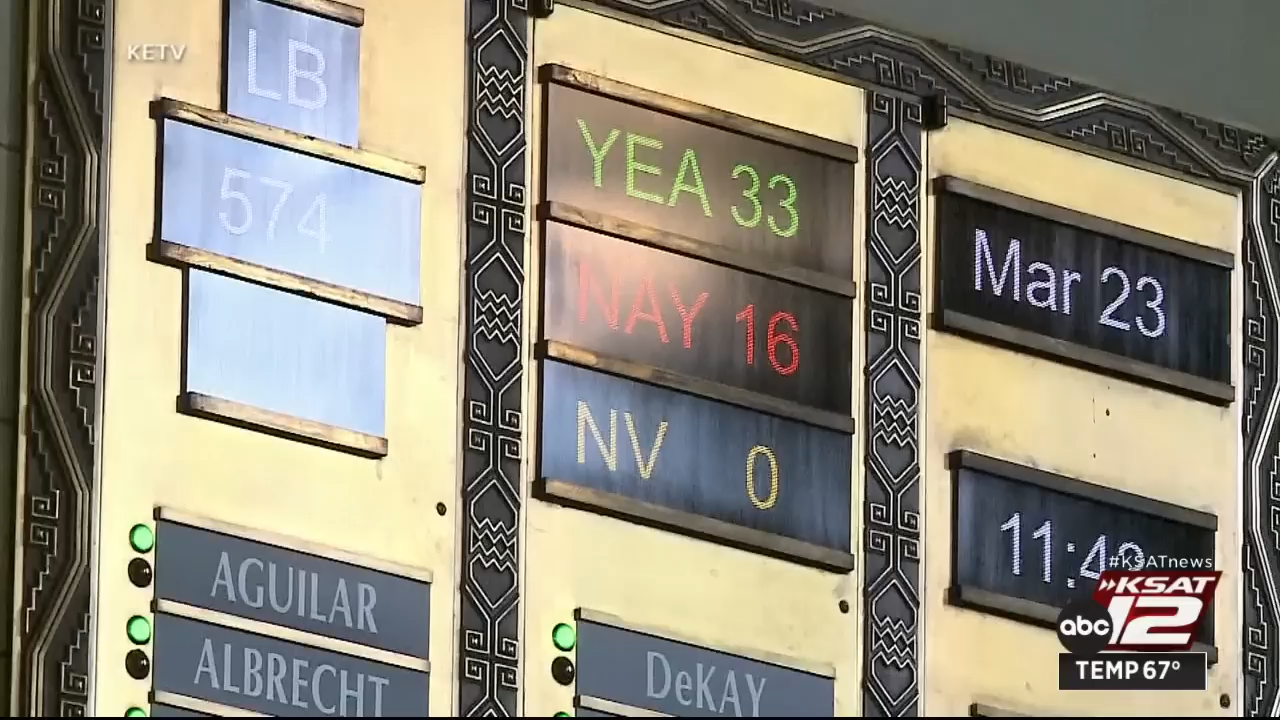 KETV
LB
574
YEA 33
NAY 16
NV 0
Mar 23
AGUILAR
ALBRECHT
DeKAY
#KSATnews
KSAT
abc 12
TEMP 67°